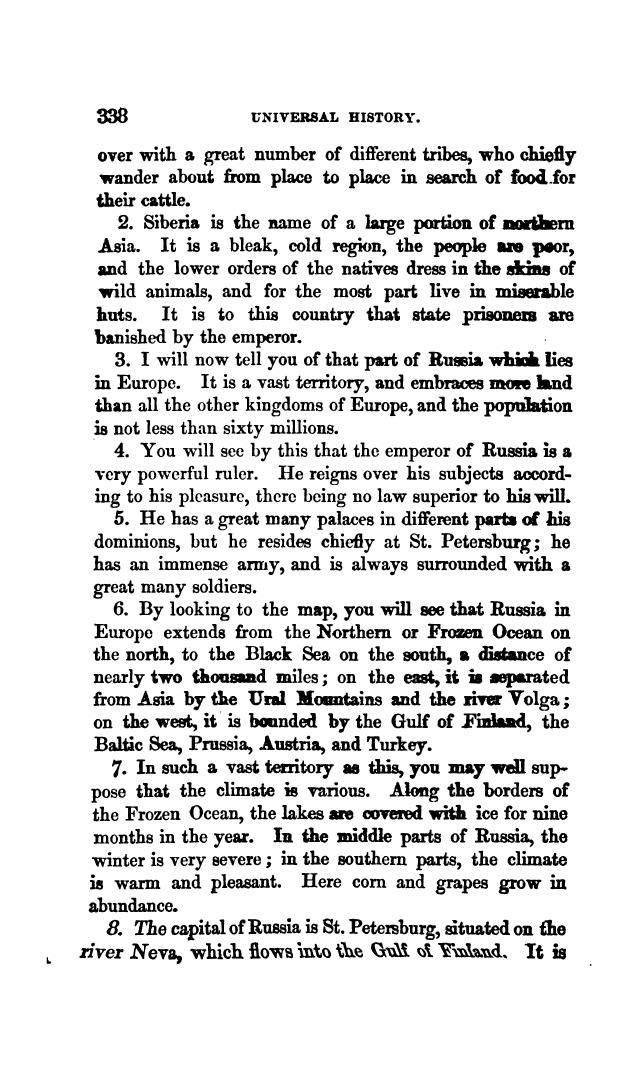 338 UNIVERSAL HISTORY.
over with a great number of different tribes, who chiefly
wander about from place to place in search of food for
their cattle.
2. Siberia is the name of a large portion of northern
Asia. It is a bleak, cold region, the people are poor,
and the lower orders of the natives dress in the skins of
wild animals, and for the most part live in miserable
huts. It is to this country that state prisoners are
banished by the emperor.
3. I will now tell you of that part of Russia which lies
in Europe. It is a vast territory, and embraces more land
than all the other kingdoms of Europe, and the population
is not less than sixty millions.
4. You will see by this that the emperor of Russia is a
very powerful ruler. He reigns over his subjects accord-
ing to his pleasure, there being no law superior to his will.
5. He has a great many palaces in different parts of his
dominions, but he resides chiefly at St. Petersburg; he
has an immense army, and is always surrounded with a
great many soldiers.
6. By looking to the map, you will see that Russia in
Europe extends from the Northern or Frozen Ocean on
the north, to the Black Sea on the south, a distance of
nearly two thousand miles; on the east, it is separated
from Asia by the Ural Mountains and the river Volga;
on the west, it is bounded by the Gulf of Finland, the
Baltic Sea, Prussia, Austria, and Turkey.
7. In such a vast territory as this, you may well sup-
pose that the climate is various. Along the borders of
the Frozen Ocean, the lakes are covered with ice for nine
months in the year. In the middle parts of Russia, the
winter is very severe; in the southern parts, the climate
is warm and pleasant. Here corn and grapes grow in
abundance.
8. The capital of Russia is St. Petersburg, situated on the
river Neva, which flows into the Gulf of Finland. It is